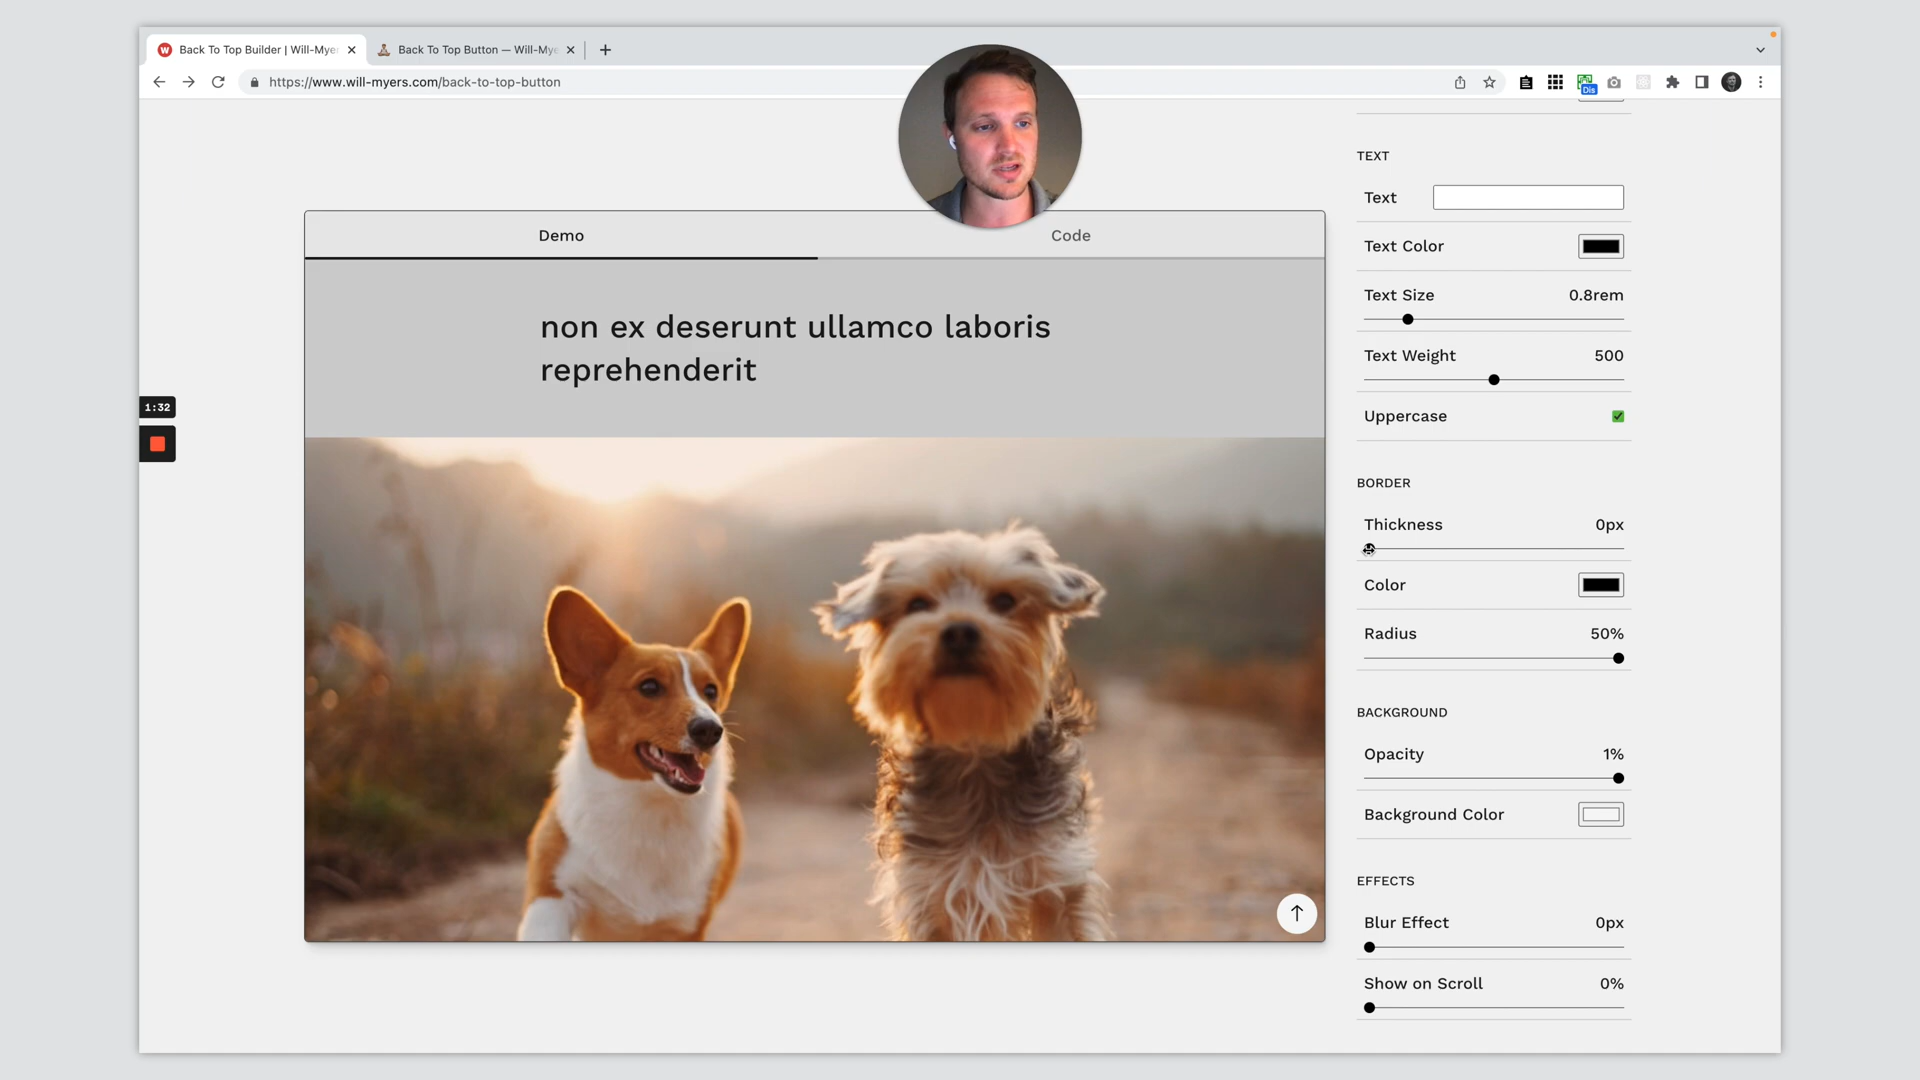 Back To Top Builder | Will-Myer
Back To Top Button — Will-Mye
https://www.will-myers.com/back-to-top-button
Dis
TEXT
Text
Text Color
Demo
Code
Text Size 0.8rem
non ex deserunt ullamco laboris
reprehenderit
Text Weight 500
1:32
Uppercase
BORDER
Thickness 0px
Color
Radius 50%
BACKGROUND
Opacity 1%
Background Color
EFFECTS
Blur Effect 0px
Show on Scroll 0%